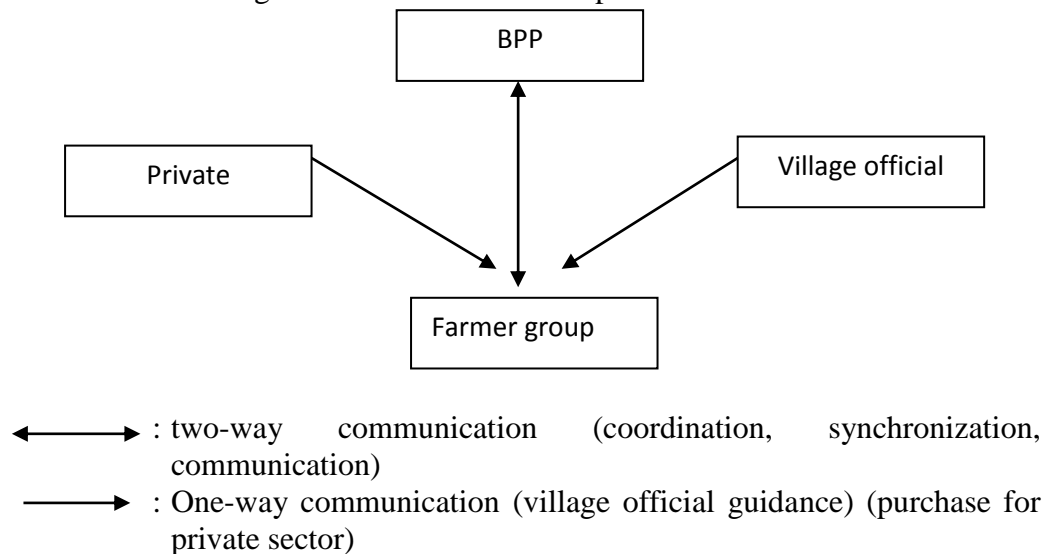 BPP
Private
Village official
Farmer group
: two-way communication (coordination, synchronization,
communication)
: One-way communication (village official guidance) (purchase for
private sector)